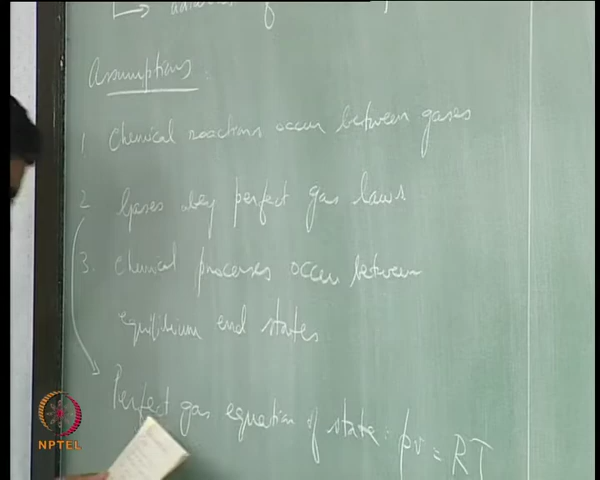 of
Assumptions :
1 Chemical reactions occur between gases
2 Gases obey perfect gas laws
3. Chemical processes occur between
equilibrium end states
Perfect gas equation of state : pv = RT
NPTEL